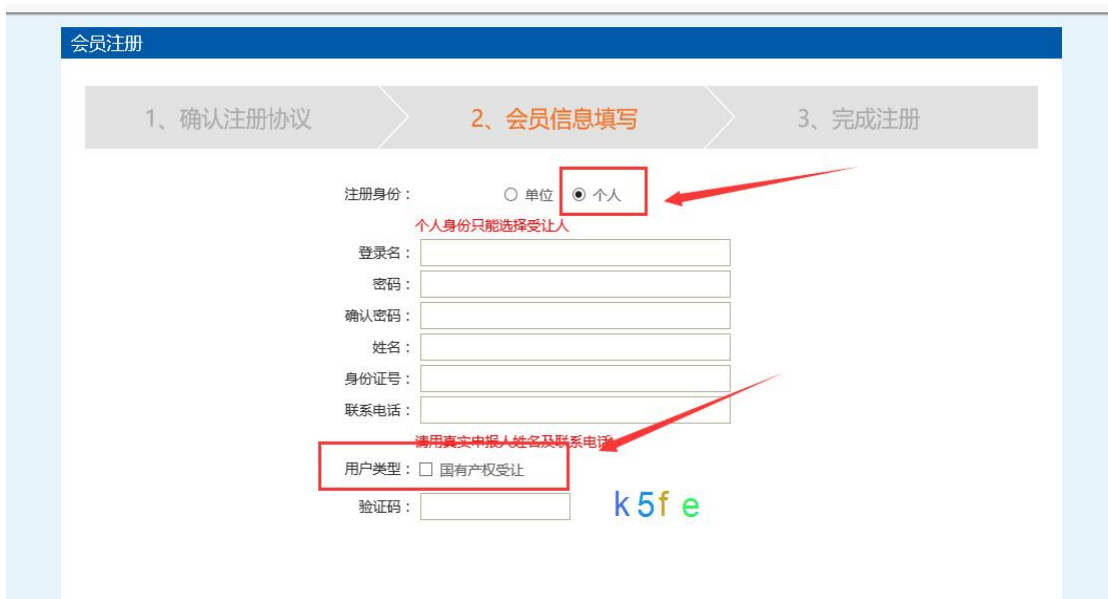 会员注册
1、确认注册协议 2、会员信息填写 3、完成注册
注册身份： 单位 个人
个人身份只能选择受让人
登录名：
密码：
确认密码：
姓名：
身份证号：
联系电话：
请用真实申报人姓名及联系电话
用户类型： 国有产权受让
验证码： k5fe